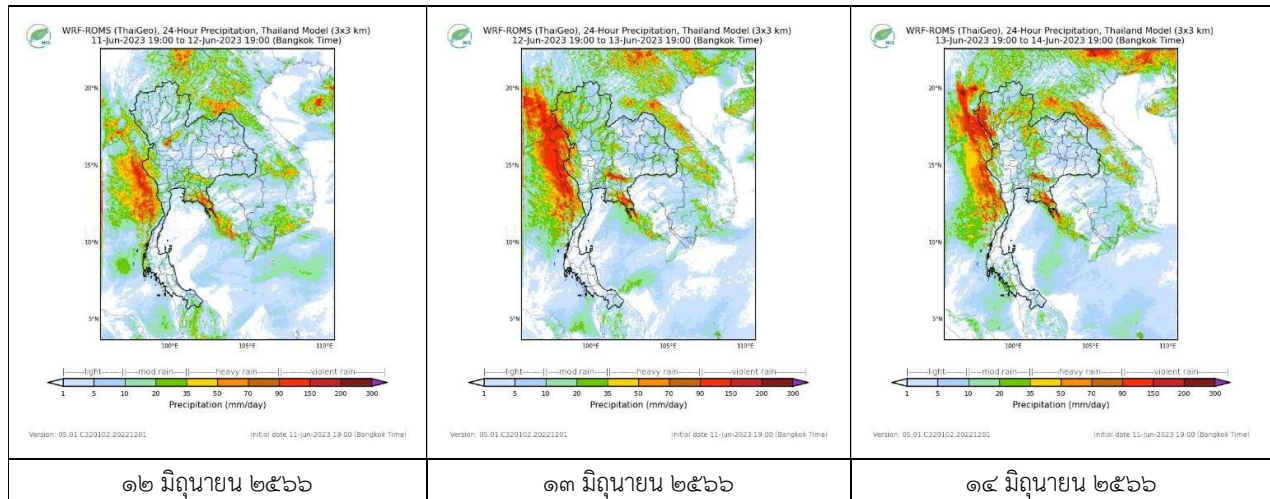 WRF-ROMS (ThaiGeo), 24-Hour Precipitation, Thailand Model (3x3 km)
11-Jun-2023 19:00 to 12-Jun-2023 19:00 (Bangkok Time)
20°N
15°N
10°N
5°N
100°E 105°E 110°E
|--------light-------||----mod rain----||--------heavy rain--------||------------violent rain---------|
1 5 10 20 35 50 70 90 150 200 300
Precipitation (mm/day)
Version: 05.01.C320102.20221201 initial date 11-Jun-2023 19:00 (Bangkok Time)
๑๒ มิถุนายน ๒๕๖๖
WRF-ROMS (ThaiGeo), 24-Hour Precipitation, Thailand Model (3x3 km)
12-Jun-2023 19:00 to 13-Jun-2023 19:00 (Bangkok Time)
20°N
15°N
10°N
5°N
100°E 105°E 110°E
|--------light-------||----mod rain----||--------heavy rain--------||------------violent rain---------|
1 5 10 20 35 50 70 90 150 200 300
Precipitation (mm/day)
Version: 05.01.C320102.20221201 initial date 11-Jun-2023 19:00 (Bangkok Time)
๑๓ มิถุนายน ๒๕๖๖
WRF-ROMS (ThaiGeo), 24-Hour Precipitation, Thailand Model (3x3 km)
13-Jun-2023 19:00 to 14-Jun-2023 19:00 (Bangkok Time)
20°N
15°N
10°N
5°N
100°E 105°E 110°E
|--------light-------||----mod rain----||--------heavy rain--------||------------violent rain---------|
1 5 10 20 35 50 70 90 150 200 300
Precipitation (mm/day)
Version: 05.01.C320102.20221201 initial date 11-Jun-2023 19:00 (Bangkok Time)
๑๔ มิถุนายน ๒๕๖๖